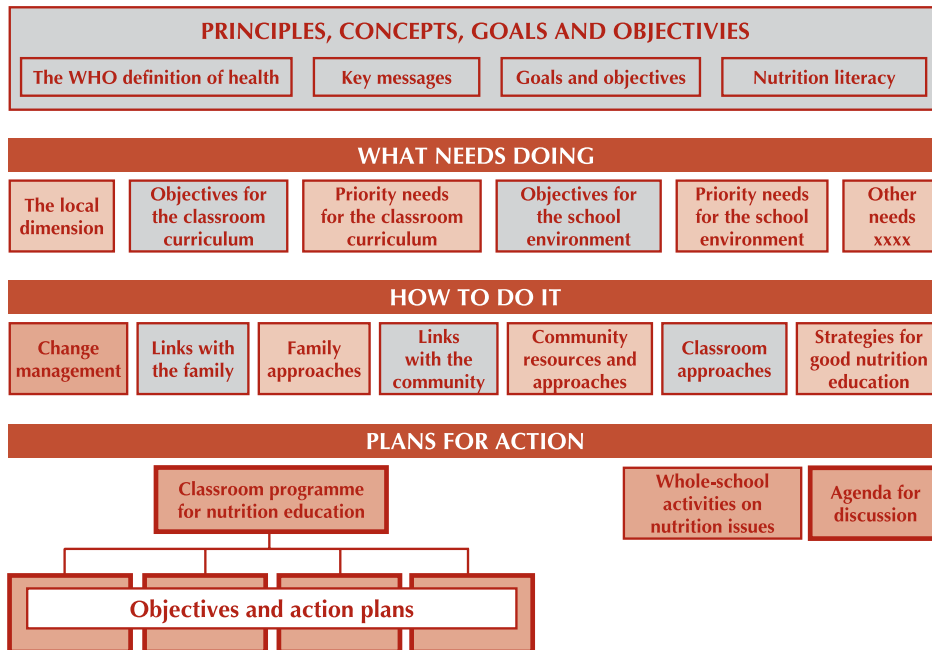 PRINCIPLES, CONCEPTS, GOALS AND OBJECTIVIES
The WHO definition of health
Key messages
Goals and objectives
Nutrition literacy
WHAT NEEDS DOING
The local
dimension
Objectives for
the classroom
curriculum
Priority needs
for the classroom
curriculum
Objectives for
the school
environment
Priority needs
for the school
environment
Other
needs
xxxx
HOW TO DO IT
Change
management
Links with
the family
Family
approaches
Links
with the
community
Community
resources and
approaches
Classroom
approaches
Strategies for
good nutrition
education
PLANS FOR ACTION
Classroom programme
for nutrition education
Whole-school
activities on
nutrition issues
Agenda for
discussion
Objectives and action plans